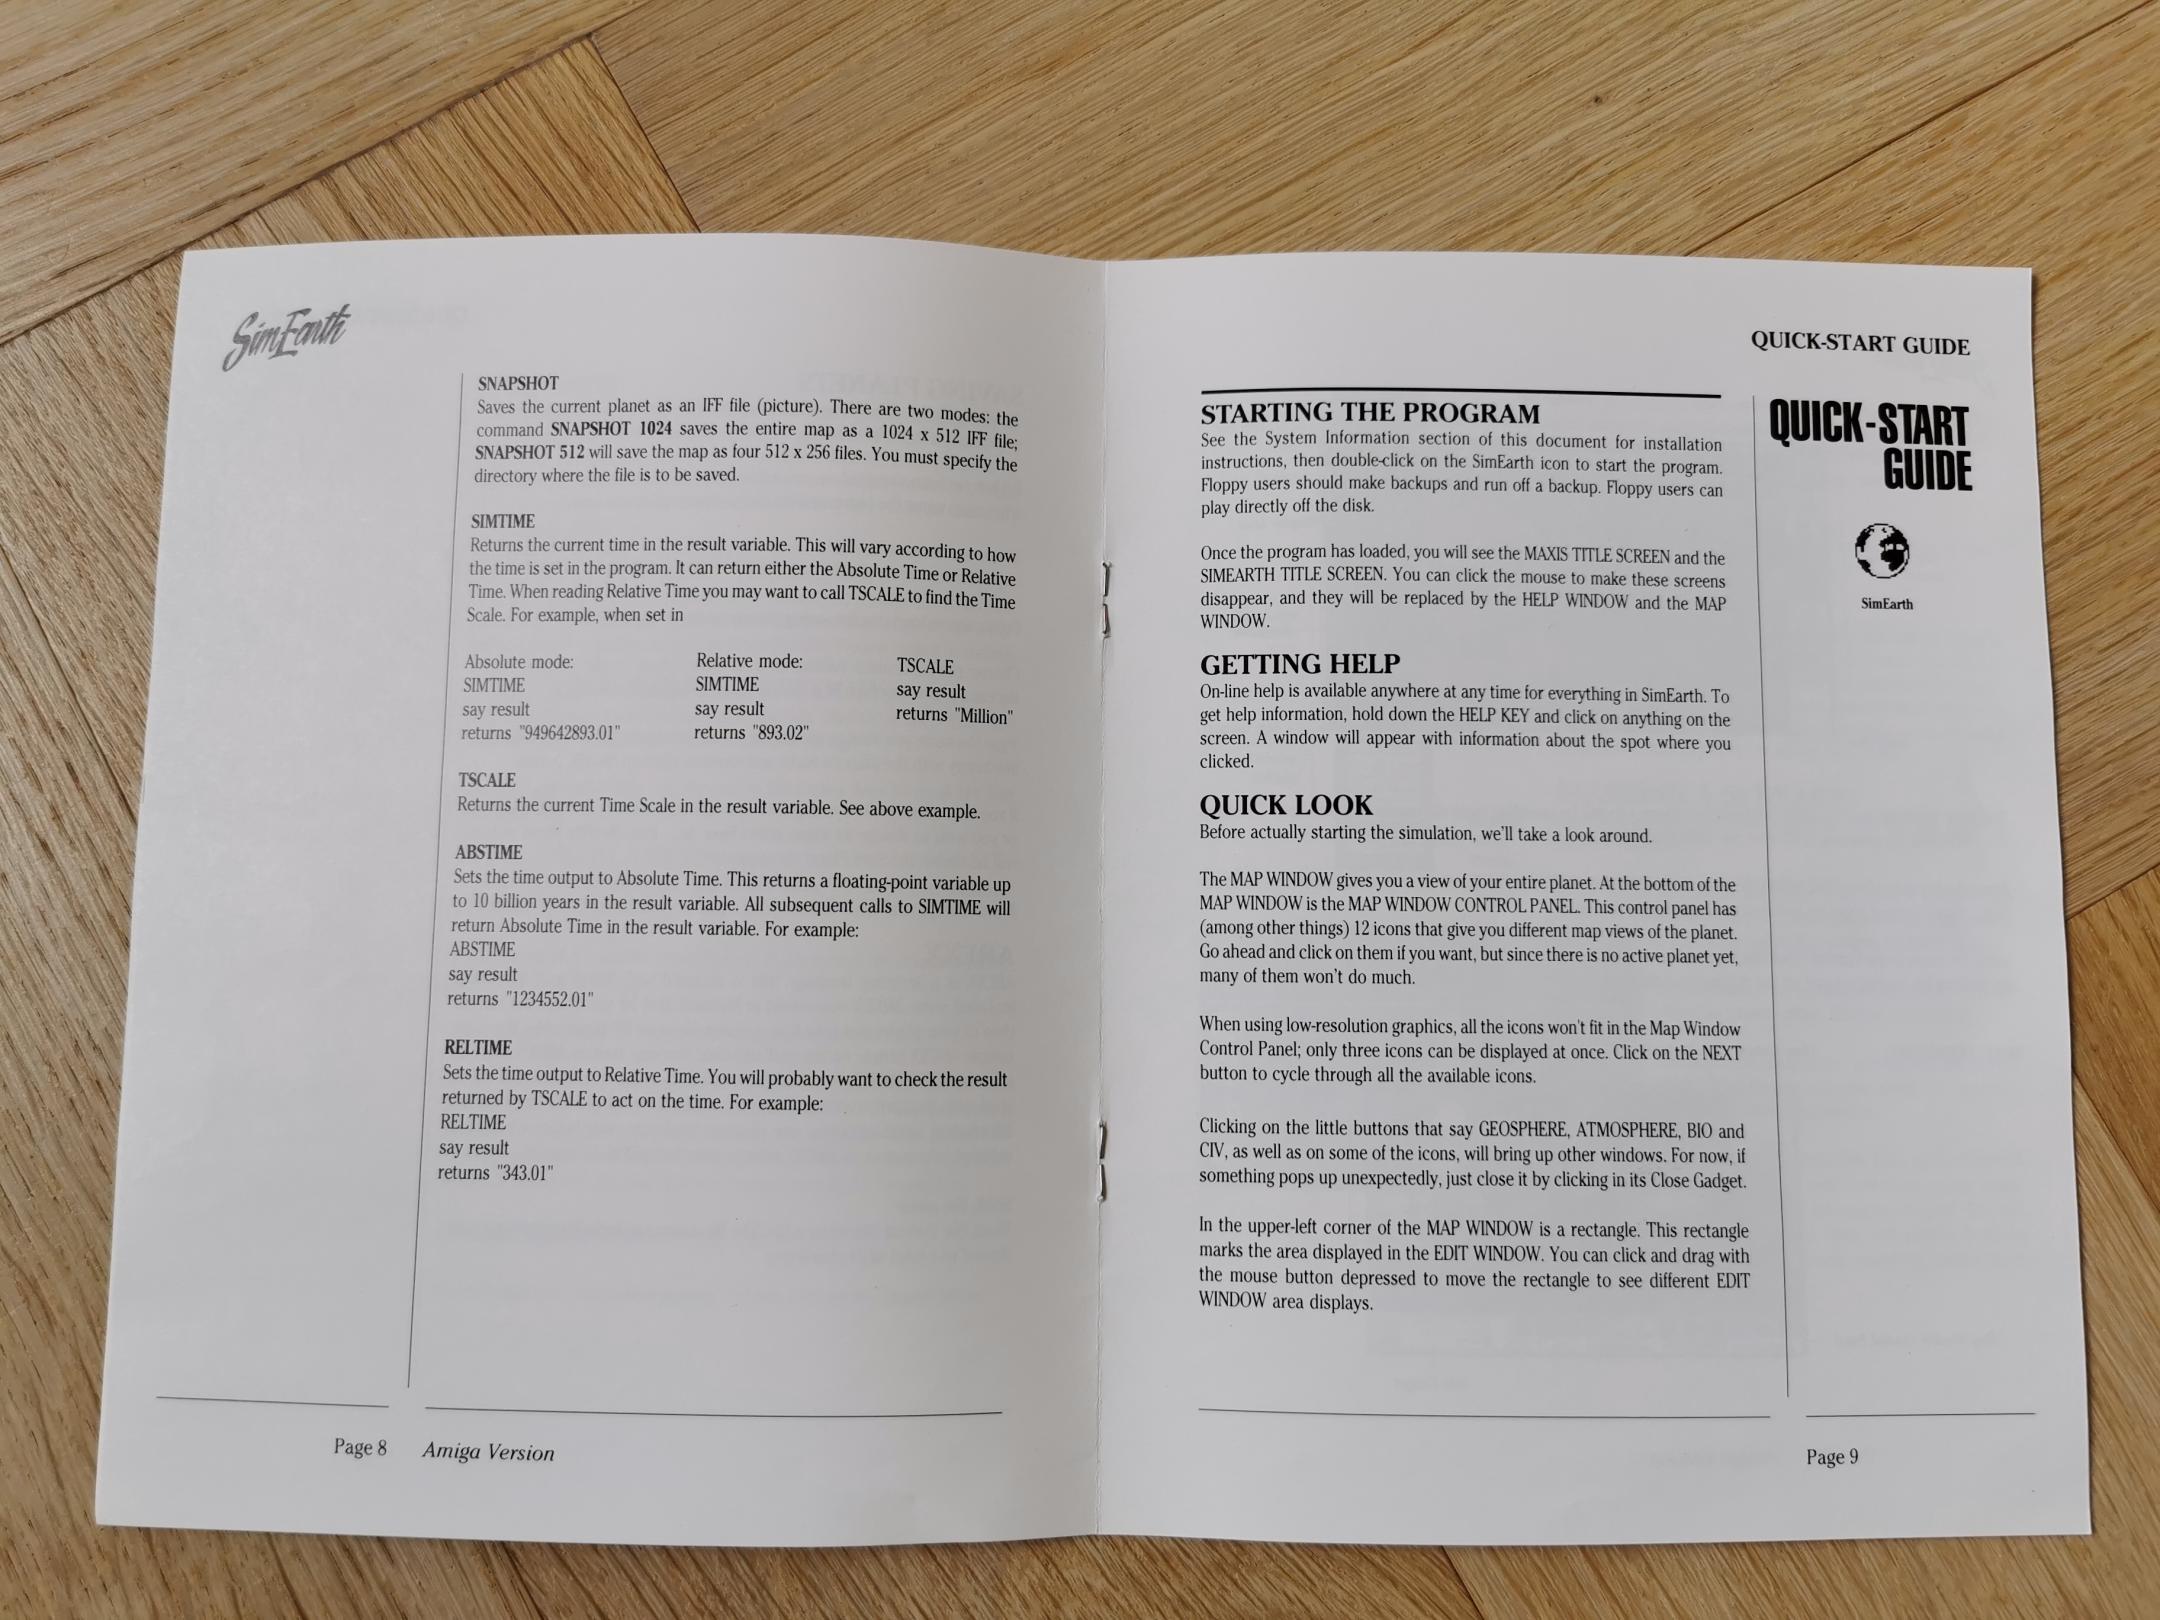 SimEarth
SNAPSHOT
Saves the current planet as an IFF file (picture). There are two modes: the
command SNAPSHOT 1024 saves the entire map as a 1024 x 512 IFF file;
SNAPSHOT 512 will save the map as four 512 x 256 files. You must specify the
directory where the file is to be saved.
SIMTIME
Returns the current time in the result variable. This will vary according to how
the time is set in the program. It can return either the Absolute Time or Relative
Time. When reading Relative Time you may want to call TSCALE to find the Time
Scale. For example, when set in
Absolute mode: Relative mode: TSCALE
SIMTIME SIMTIME say result
say result say result returns "Million"
returns "949642893.01" returns "893.02"
TSCALE
Returns the current Time Scale in the result variable. See above example.
ABSTIME
Sets the time output to Absolute Time. This returns a floating-point variable up
to 10 billion years in the result variable. All subsequent calls to SIMTIME will
return Absolute Time in the result variable. For example:
ABSTIME
say result
returns "1234552.01"
RELTIME
Sets the time output to Relative Time. You will probably want to check the result
returned by TSCALE to act on the time. For example:
RELTIME
say result
returns "343.01"
Page 8 Amiga Version
QUICK-START GUIDE
STARTING THE PROGRAM
See the System Information section of this document for installation
instructions, then double-click on the SimEarth icon to start the program.
Floppy users should make backups and run off a backup. Floppy users can
play directly off the disk.
Once the program has loaded, you will see the MAXIS TITLE SCREEN and the
SIMEARTH TITLE SCREEN. You can click the mouse to make these screens
disappear, and they will be replaced by the HELP WINDOW and the MAP
WINDOW.
GETTING HELP
On-line help is available anywhere at any time for everything in SimEarth. To
get help information, hold down the HELP KEY and click on anything on the
screen. A window will appear with information about the spot where you
clicked.
QUICK LOOK
Before actually starting the simulation, we'll take a look around.
The MAP WINDOW gives you a view of your entire planet. At the bottom of the
MAP WINDOW is the MAP WINDOW CONTROL PANEL. This control panel has
(among other things) 12 icons that give you different map views of the planet.
Go ahead and click on them if you want, but since there is no active planet yet,
many of them won't do much.
When using low-resolution graphics, all the icons won't fit in the Map Window
Control Panel; only three icons can be displayed at once. Click on the NEXT
button to cycle through all the available icons.
Clicking on the little buttons that say GEOSPHERE, ATMOSPHERE, BIO and
CIV, as well as on some of the icons, will bring up other windows. For now, if
something pops up unexpectedly, just close it by clicking in its Close Gadget.
In the upper-left corner of the MAP WINDOW is a rectangle. This rectangle
marks the area displayed in the EDIT WINDOW. You can click and drag with
the mouse button depressed to move the rectangle to see different EDIT
WINDOW area displays.
QUICK-START
GUIDE
SimEarth
Page 9